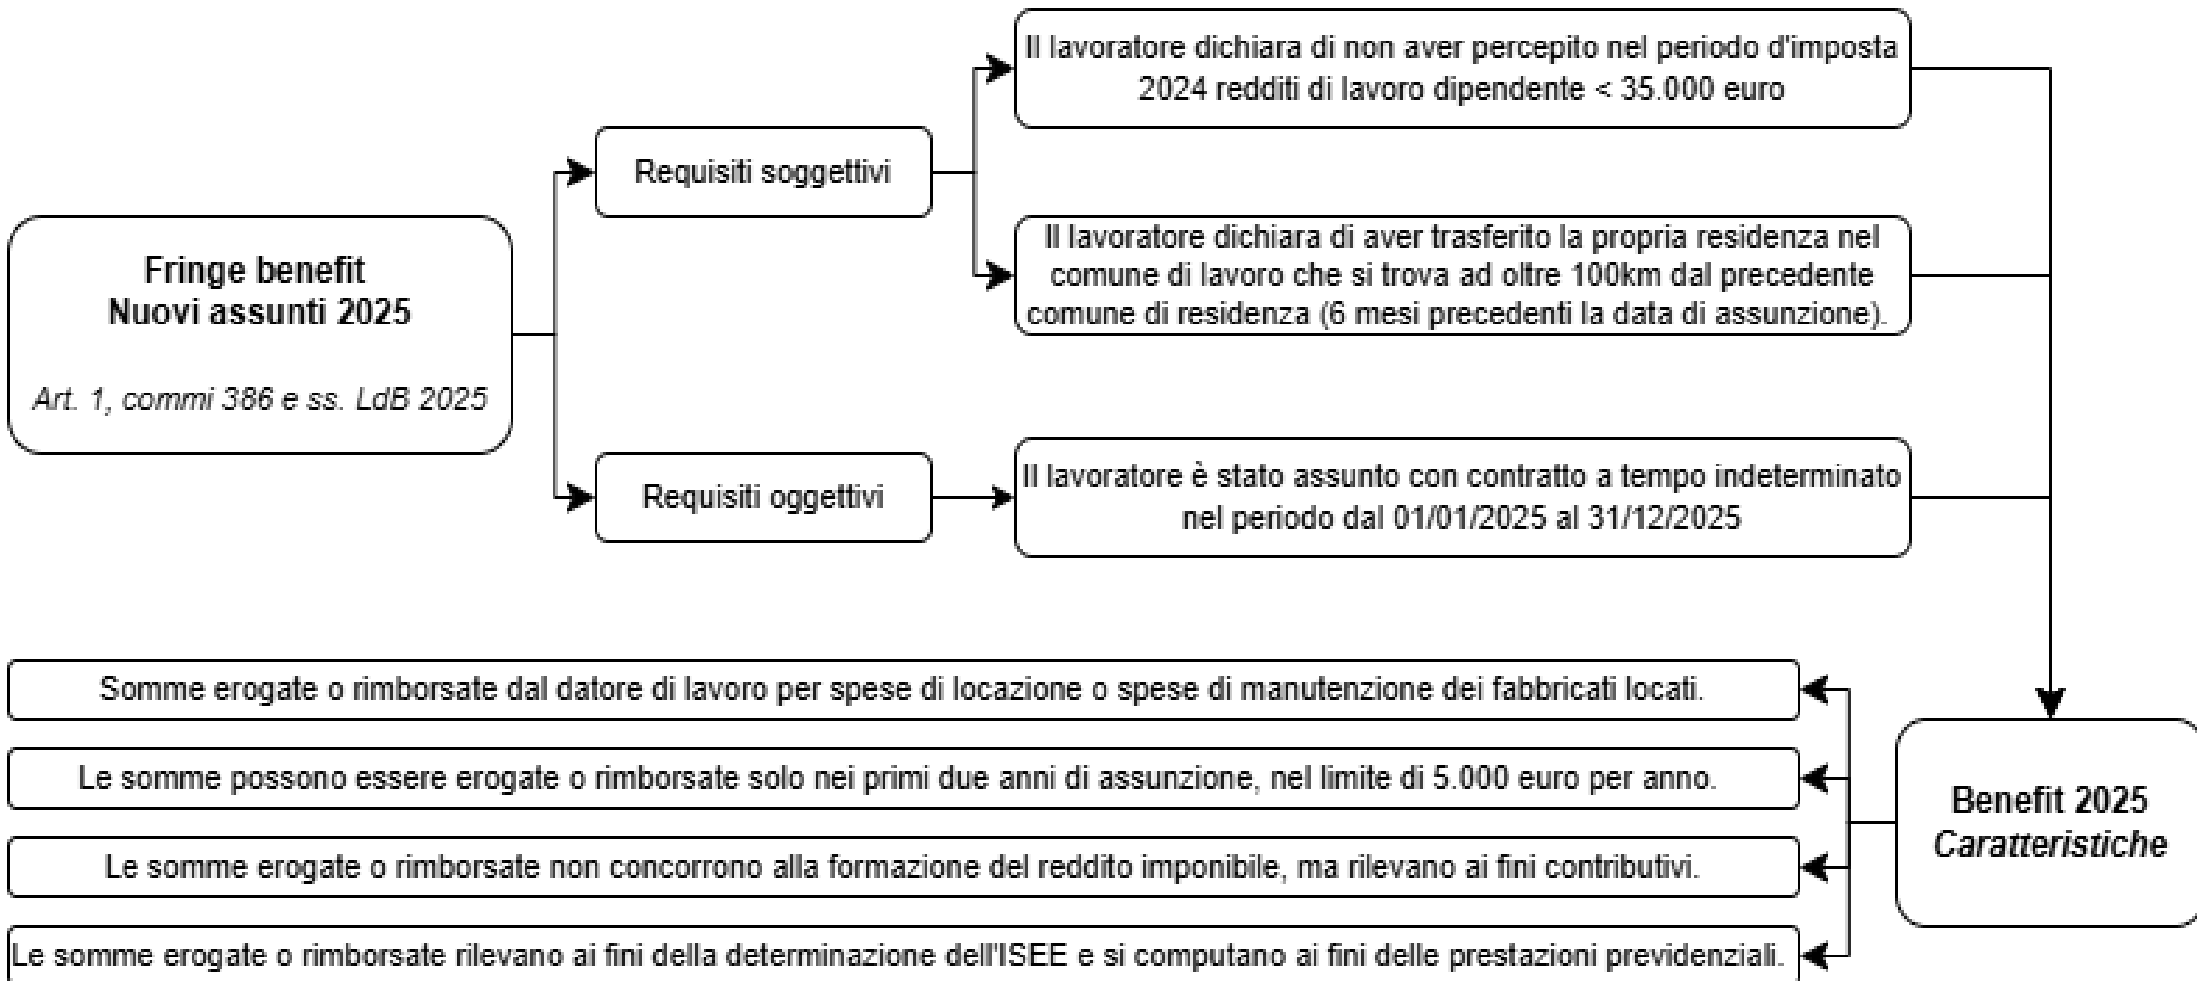 Fringe benefit
Nuovi assunti 2025
Art. 1, commi 386 e ss. LdB 2025
Requisiti soggettivi
Il lavoratore dichiara di non aver percepito nel periodo d'imposta
2024 redditi di lavoro dipendente < 35.000 euro
Il lavoratore dichiara di aver trasferito la propria residenza nel
comune di lavoro che si trova ad oltre 100km dal precedente
comune di residenza (6 mesi precedenti la data di assunzione).
Requisiti oggettivi
Il lavoratore è stato assunto con contratto a tempo indeterminato
nel periodo dal 01/01/2025 al 31/12/2025
Benefit 2025
Caratteristiche
Somme erogate o rimborsate dal datore di lavoro per spese di locazione o spese di manutenzione dei fabbricati locati.
Le somme possono essere erogate o rimborsate solo nei primi due anni di assunzione, nel limite di 5.000 euro per anno.
Le somme erogate o rimborsate non concorrono alla formazione del reddito imponibile, ma rilevano ai fini contributivi.
Le somme erogate o rimborsate rilevano ai fini della determinazione dell'ISEE e si computano ai fini delle prestazioni previdenziali.